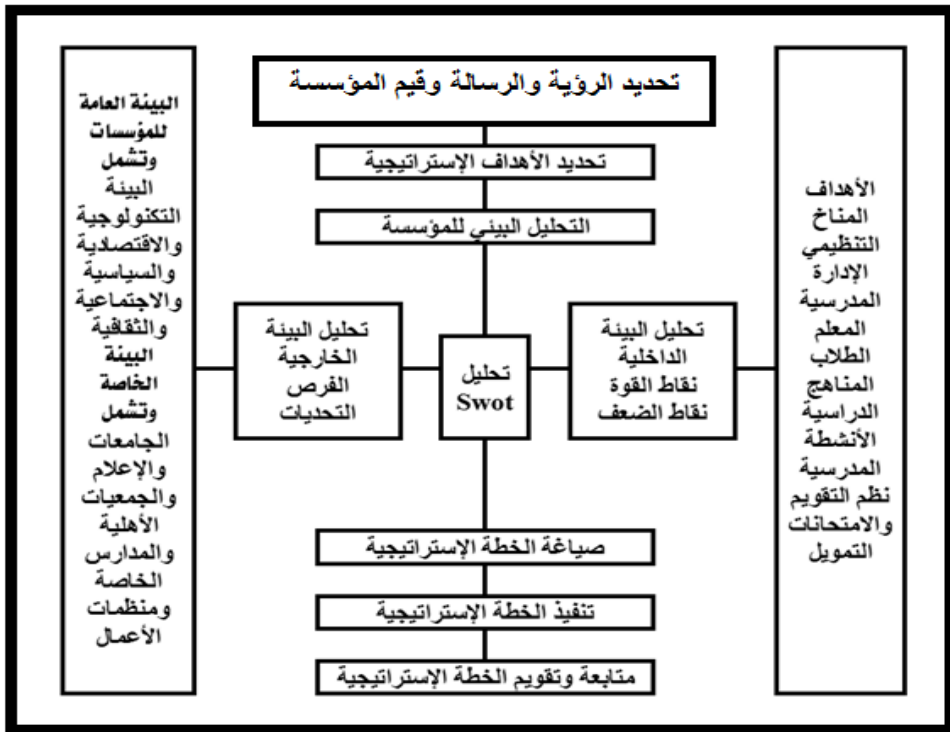 تحديد الرؤية والرسالة وقيم المؤسسة
تحديد الأهداف الإستراتيجية
التحليل البيئي للمؤسسة
الأهداف
المناخ
التنظيمي
الإدارة
المدرسية
المعلم
الطلاب
المناهج
الدراسية
الأنشطة
المدرسية
نظم التقويم
والامتحانات
التمويل
تحليل البيئة
الداخلية
نقاط القوة
نقاط الضعف
تحليل
Swot
تحليل البيئة
الخارجية
الفرص
التحديات
البيئة العامة
للمؤسسات
وتشمل
البيئة
التكنولوجية
والاقتصادية
والسياسية
والاجتماعية
والثقافية
البيئة
الخاصة
وتشمل
الجامعات
والإعلام
والجمعيات
الأهلية
والمدارس
الخاصة
ومنظمات
الأعمال
صياغة الخطة الإستراتيجية
تنفيذ الخطة الإستراتيجية
متابعة وتقويم الخطة الإستراتيجية